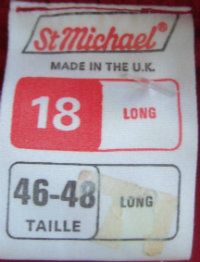 St Michael®
MADE IN THE U.K.
18 LONG
46-48 LONG
TAILLE